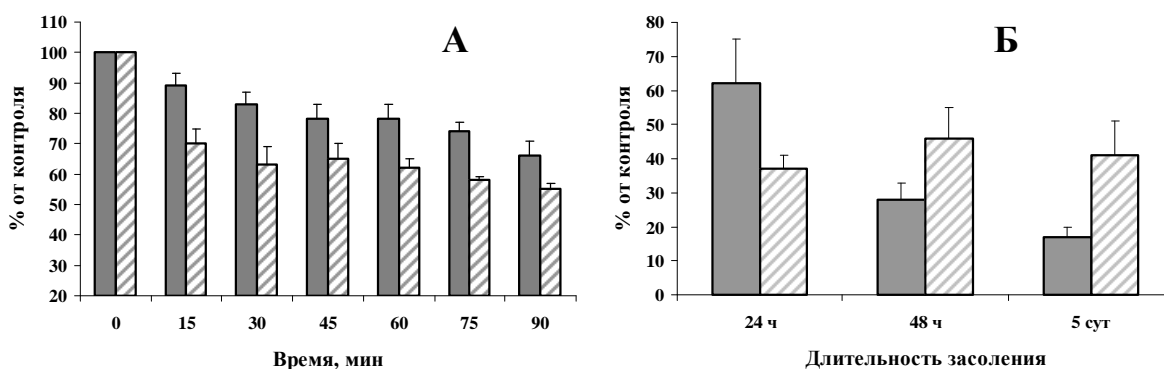 А
% от контроля
110
100
90
80
70
60
50
40
30
20
0 15 30 45 60 75 90
Время, мин
Б
% от контроля
80
70
60
50
40
30
20
10
0
24 ч 48 ч 5 сут
Длительность засоления